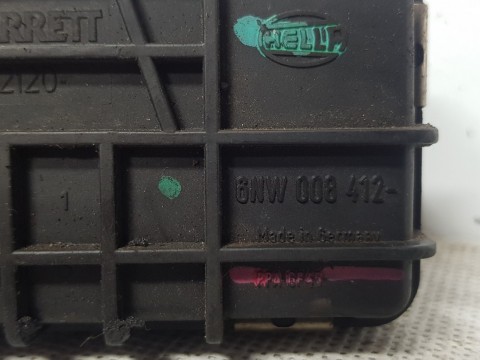 RRETT
HELLA
2120-
1
6NW 008 412-
Made in Germany